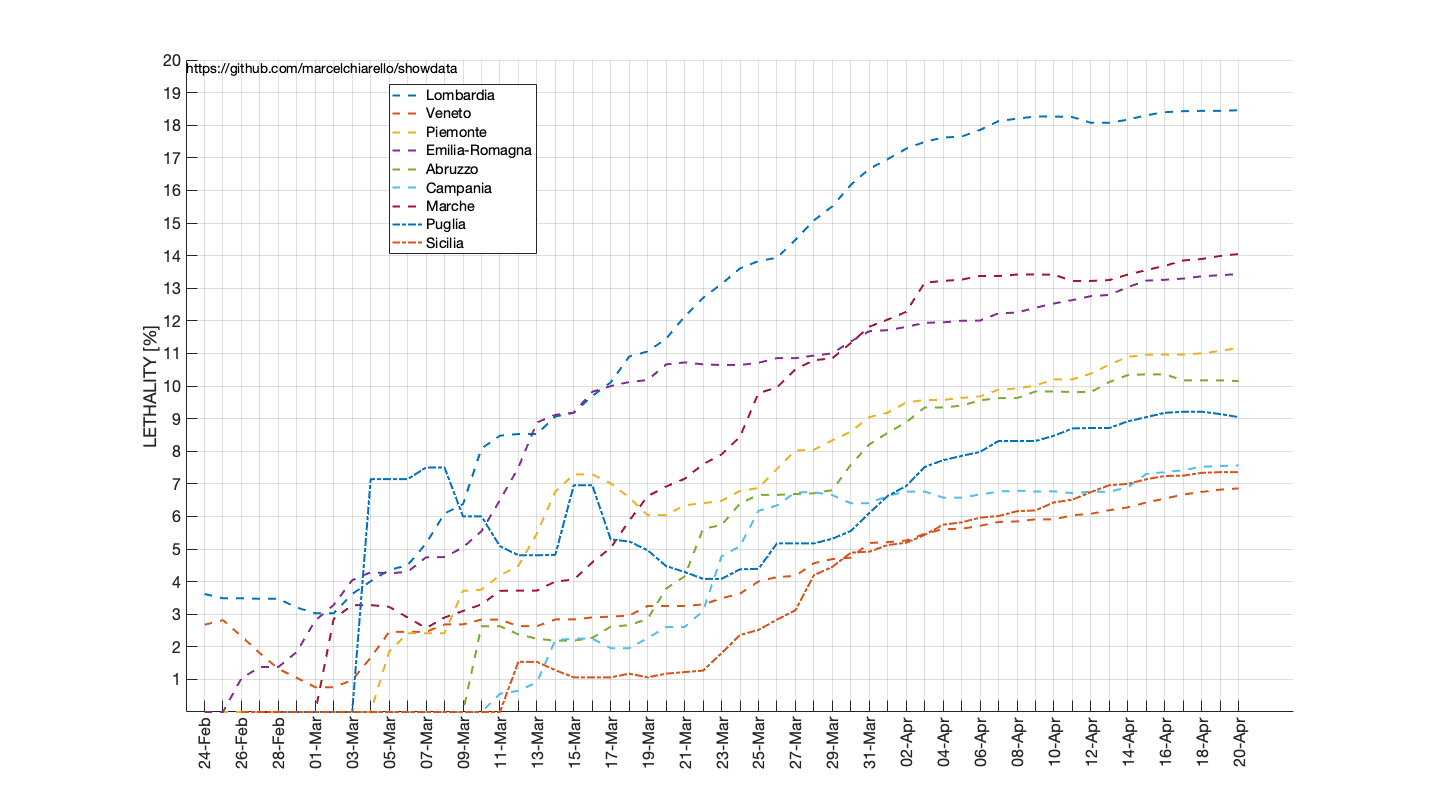 https://github.com/marcelchiarello/showdata
Lombardia
Veneto
Piemonte
Emilia-Romagna
Abruzzo
Campania
Marche
Puglia
Sicilia
LETHALITY [%]
20
19
18
17
16
15
14
13
12
11
10
9
8
7
6
5
4
3
2
1
24-Feb
26-Feb
28-Feb
01-Mar
03-Mar
05-Mar
07-Mar
09-Mar
11-Mar
13-Mar
15-Mar
17-Mar
19-Mar
21-Mar
23-Mar
25-Mar
27-Mar
29-Mar
31-Mar
02-Apr
04-Apr
06-Apr
08-Apr
10-Apr
12-Apr
14-Apr
16-Apr
18-Apr
20-Apr